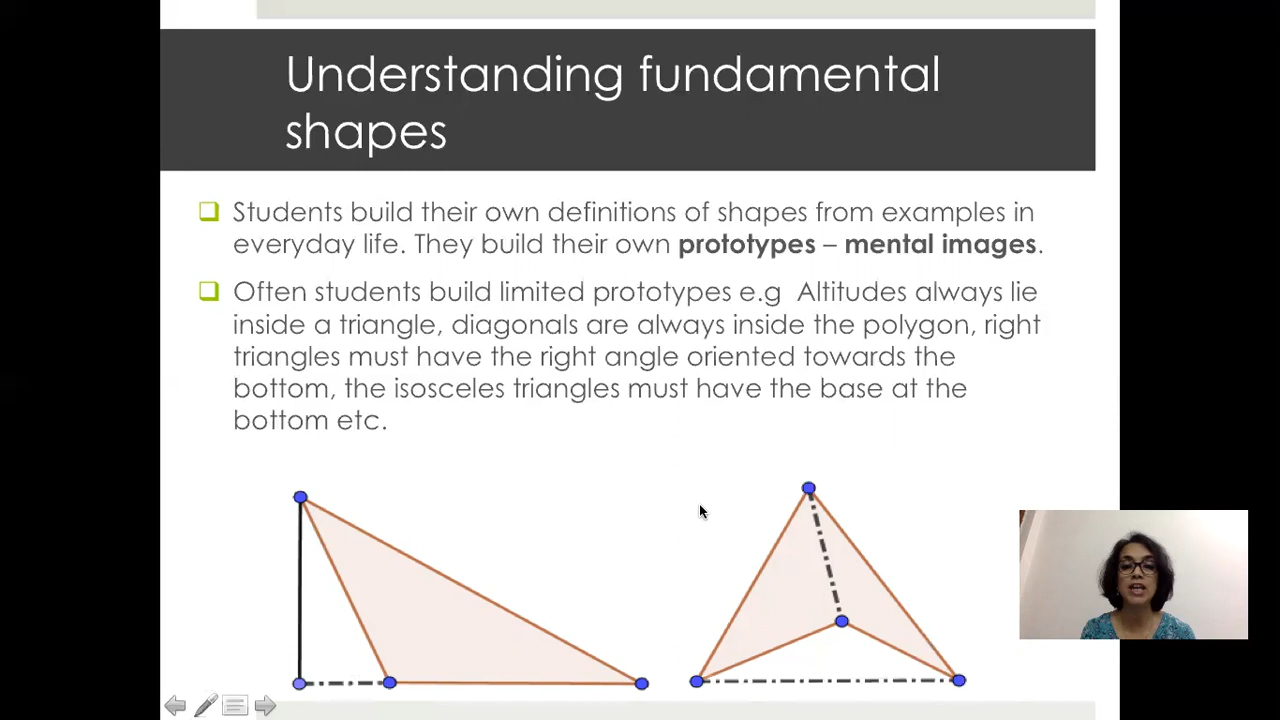 Understanding fundamental
shapes
Students build their own definitions of shapes from examples in
everyday life. They build their own prototypes – mental images.
Often students build limited prototypes e.g Altitudes always lie
inside a triangle, diagonals are always inside the polygon, right
triangles must have the right angle oriented towards the
bottom, the isosceles triangles must have the base at the
bottom etc.